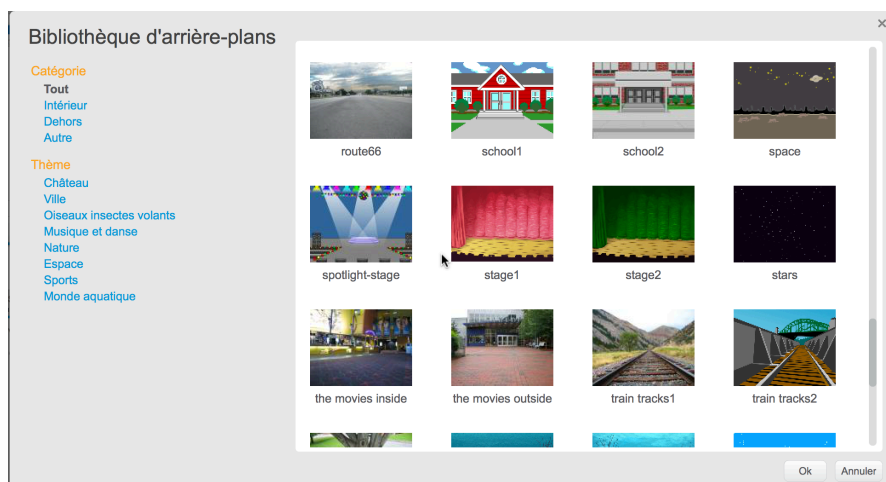 Bibliothèque d'arrière-plans
Catégorie
Tout
Intérieur
Dehors
Autre
Thème
Château
Ville
Oiseaux insectes volants
Musique et danse
Nature
Espace
Sports
Monde aquatique
route66
school1
school2
space
spotlight-stage
stage1
stage2
stars
the movies inside
the movies outside
train tracks1
train tracks2
Ok
Annuler